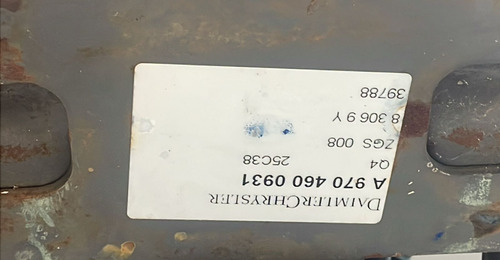 DAIMLERCHRYSLER
A 970 460 0931
Q4 25C38
ZGS 008
8 306 9 Y
39788